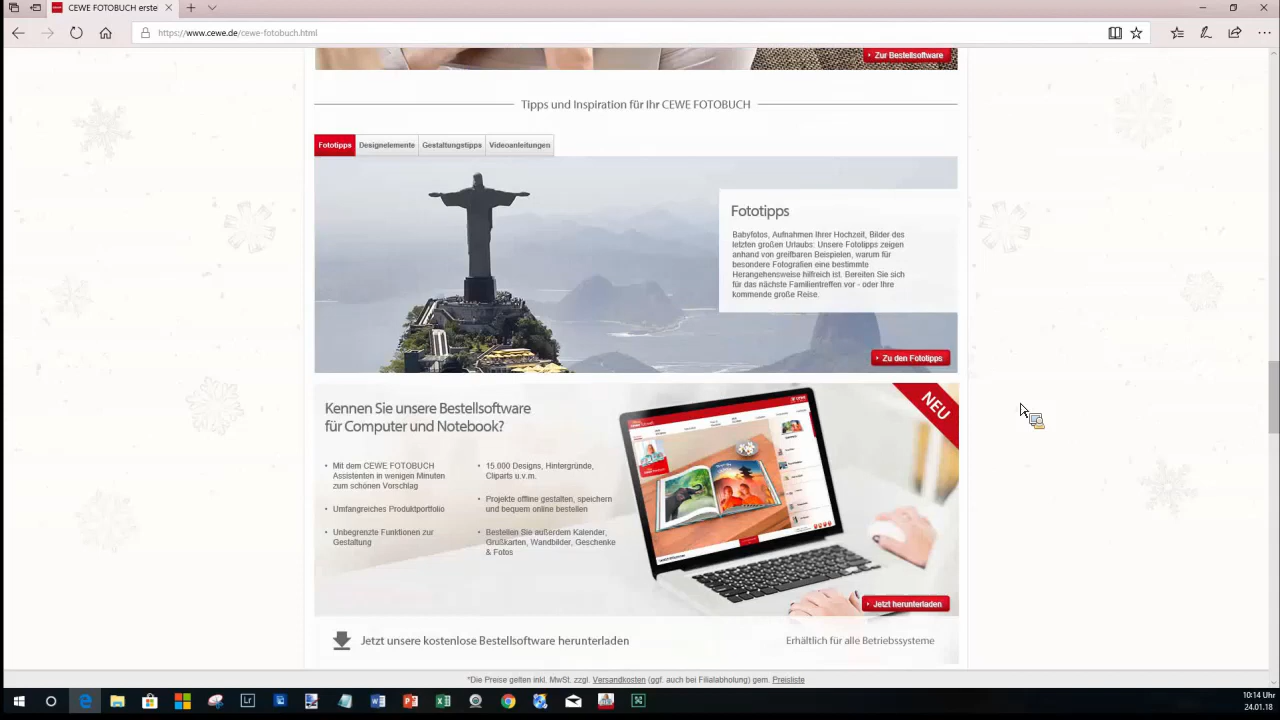 CEWE FOTOBUCH erste
https://www.cewe.de/cewe-fotobuch.html
Zur Bestellsoftware
Tipps und Inspiration für Ihr CEWE FOTOBUCH
Fototipps Designelemente Gestaltungstipps Videoanleitungen
Fototipps
Babyfotos, Aufnahmen Ihrer Hochzeit, Bilder des
letzten großen Urlaubs: Unsere Fototipps zeigen
anhand von greifbaren Beispielen, warum für
besondere Fotografien eine bestimmte
Herangehensweise hilfreich ist. Bereiten Sie sich
für das nächste Familientreffen vor - oder Ihre
kommende große Reise.
Zu den Fototipps
Kennen Sie unsere Bestellsoftware
für Computer und Notebook?
NEU
• Mit dem CEWE FOTOBUCH
Assistenten in wenigen Minuten
zum schönen Vorschlag
• Umfangreiches Produktportfolio
• Unbegrenzte Funktionen zur
Gestaltung
• 15.000 Designs, Hintergründe,
Cliparts u.v.m.
• Projekte offline gestalten, speichern
und bequem online bestellen
• Bestellen Sie außerdem Kalender,
Grußkarten, Wandbilder, Geschenke
& Fotos
Jetzt herunterladen
Jetzt unsere kostenlose Bestellsoftware herunterladen
Erhältlich für alle Betriebssysteme
*Die Preise gelten inkl. MwSt. zzgl. Versandkosten (ggf. auch bei Filialabholung) gem. Preisliste
10:14 Uhr
24.01.18